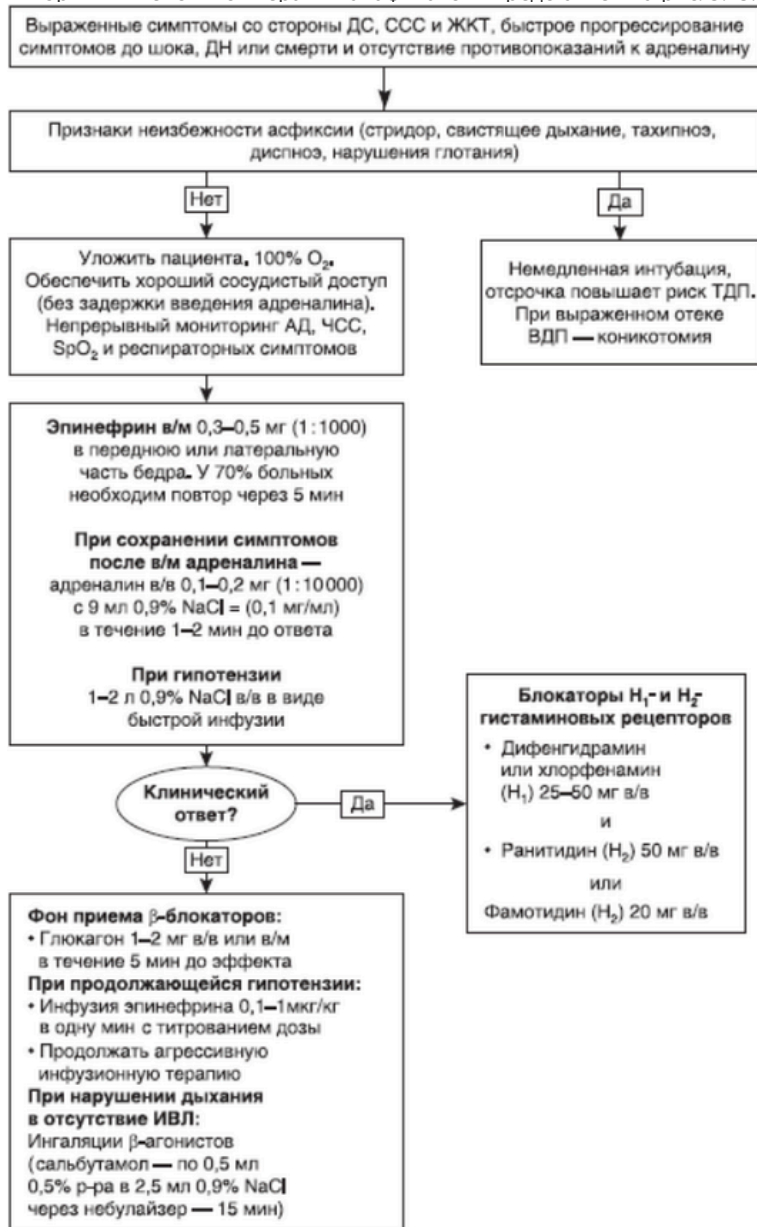 Выраженные симптомы со стороны ДС, ССС и ЖКТ, быстрое прогрессирование
симптомов до шока, ДН или смерти и отсутствие противопоказаний к адреналину
Признаки неизбежности асфиксии (стридор, свистящее дыхание, тахипноэ,
диспноэ, нарушения глотания)
Нет
Да
Уложить пациента. 100% O₂.
Обеспечить хороший сосудистый доступ
(без задержки введения адреналина).
Непрерывный мониторинг АД, ЧСС,
SpO₂ и респираторных симптомов
Немедленная интубация,
отсрочка повышает риск ТДП.
При выраженном отеке
ВДП — коникотомия
Эпинефрин в/м 0,3–0,5 мг (1:1000)
в переднюю или латеральную
часть бедра. У 70% больных
необходим повтор через 5 мин
При сохранении симптомов
после в/м адреналина —
адреналин в/в 0,1–0,2 мг (1:10000)
с 9 мл 0,9% NaCl = (0,1 мг/мл)
в течение 1–2 мин до ответа
При гипотензии
1–2 л 0,9% NaCl в/в в виде
быстрой инфузии
Клинический
ответ?
Да
Блокаторы H₁- и H₂-
гистаминовых рецепторов
• Дифенгидрамин
или хлорфенамин
(H₁) 25–50 мг в/в
и
• Ранитидин (H₂) 50 мг в/в
или
Фамотидин (H₂) 20 мг в/в
Нет
Фон приема β-блокаторов:
• Глюкагон 1–2 мг в/в или в/м
в течение 5 мин до эффекта
При продолжающейся гипотензии:
• Инфузия эпинефрина 0,1–1мкг/кг
в одну мин с титрованием дозы
• Продолжать агрессивную
инфузионную терапию
При нарушении дыхания
в отсутствие ИВЛ:
Ингаляции β-агонистов
(сальбутамол — по 0,5 мл
0,5% р-ра в 2,5 мл 0,9% NaCl
через небулайзер — 15 мин)